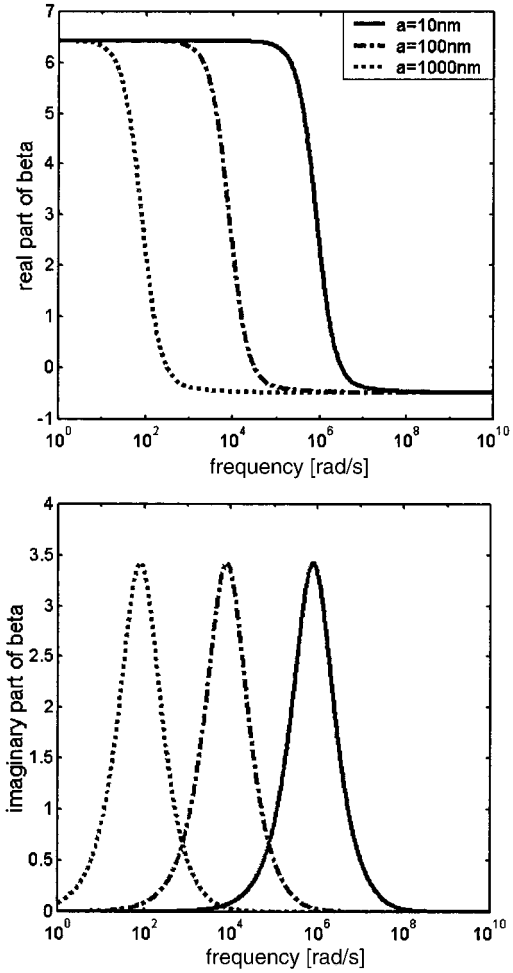 7
6
5
4
3
2
1
0
-1
real part of beta
a=10nm
a=100nm
a=1000nm
10^0 10^2 10^4 10^6 10^8 10^10
frequency [rad/s]
4
3.5
3
2.5
2
1.5
1
0.5
0
imaginary part of beta
10^0 10^2 10^4 10^6 10^8 10^10
frequency [rad/s]